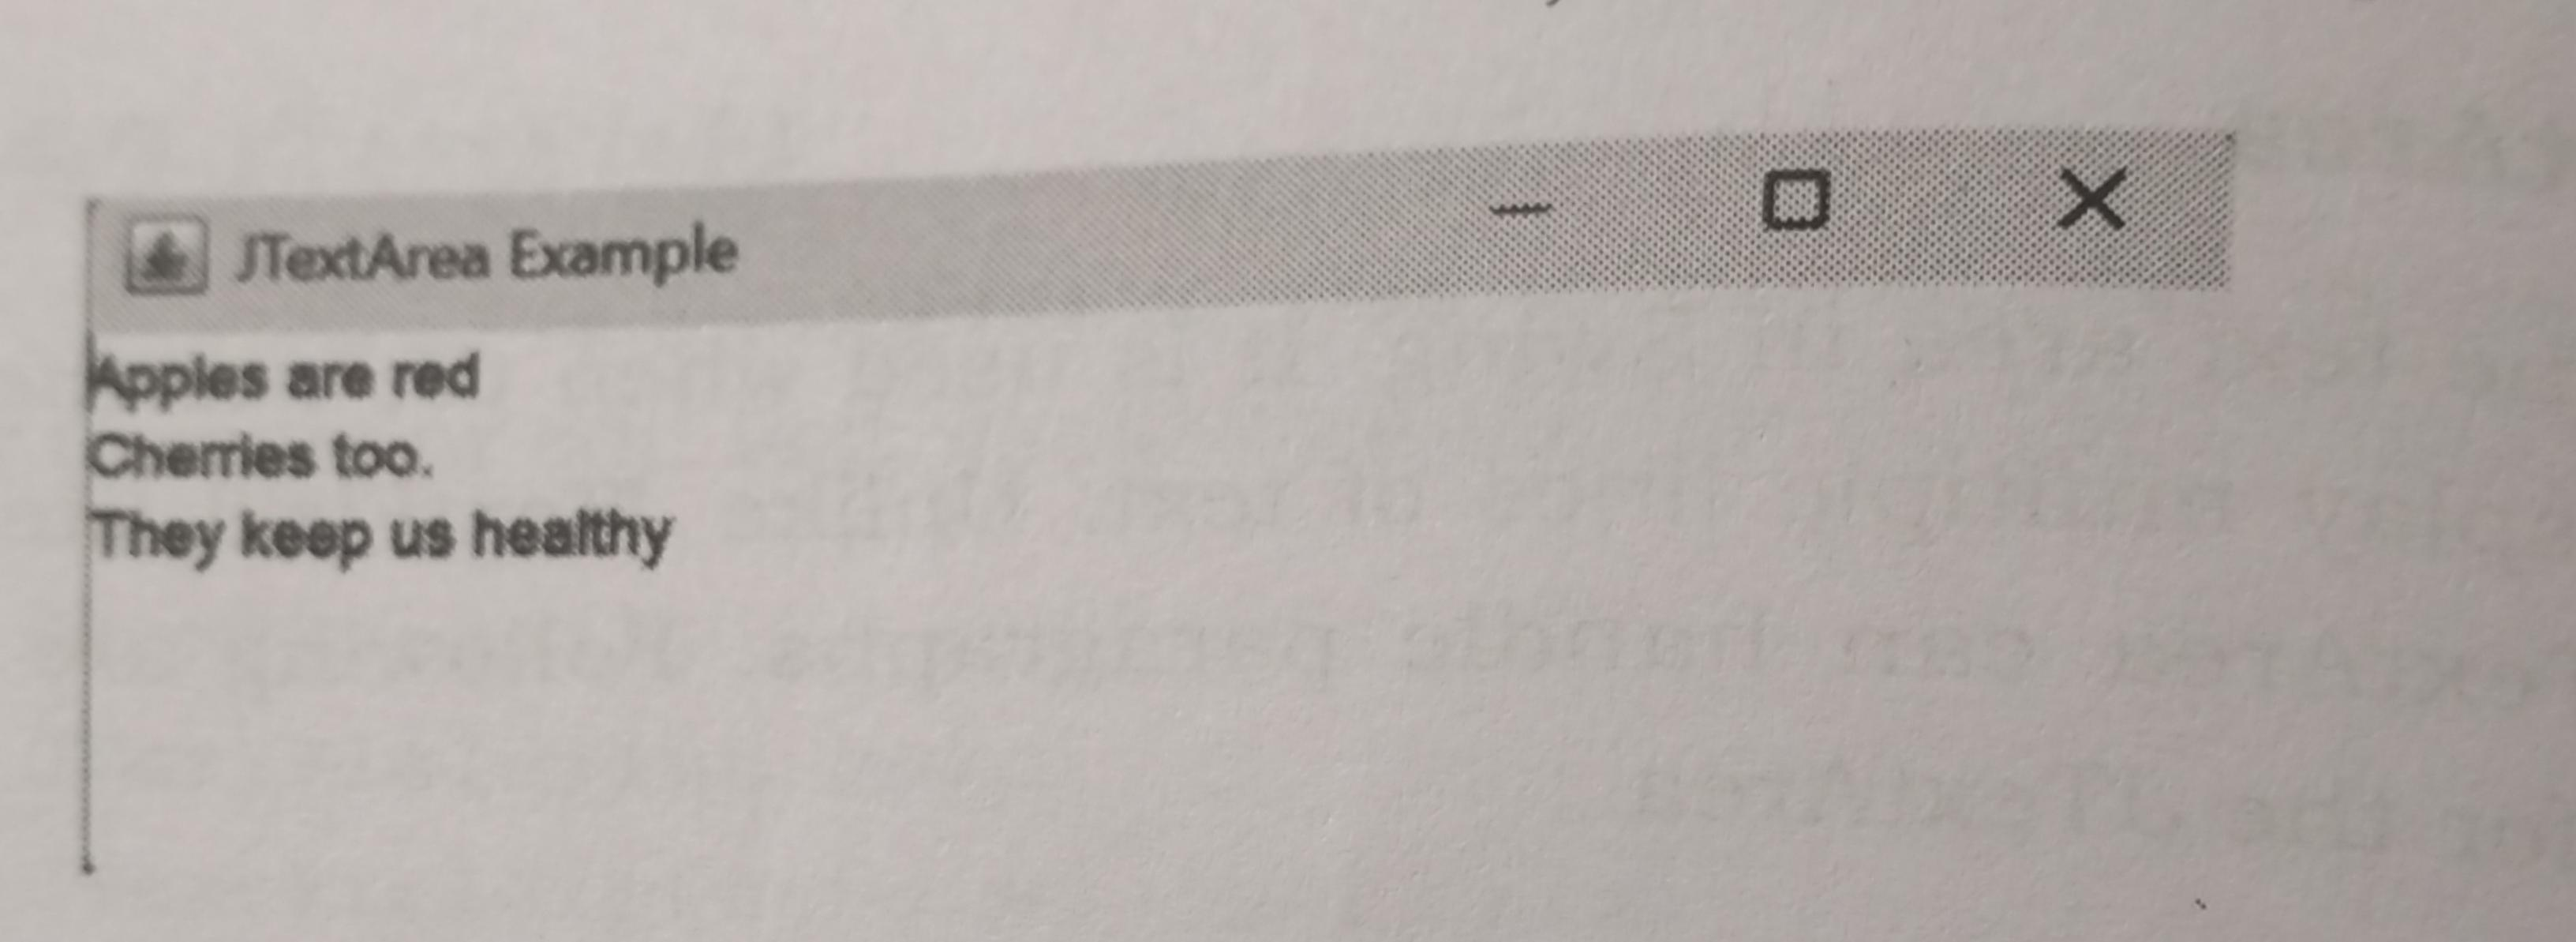 JTextArea Example
Apples are red
Cherries too.
They keep us healthy